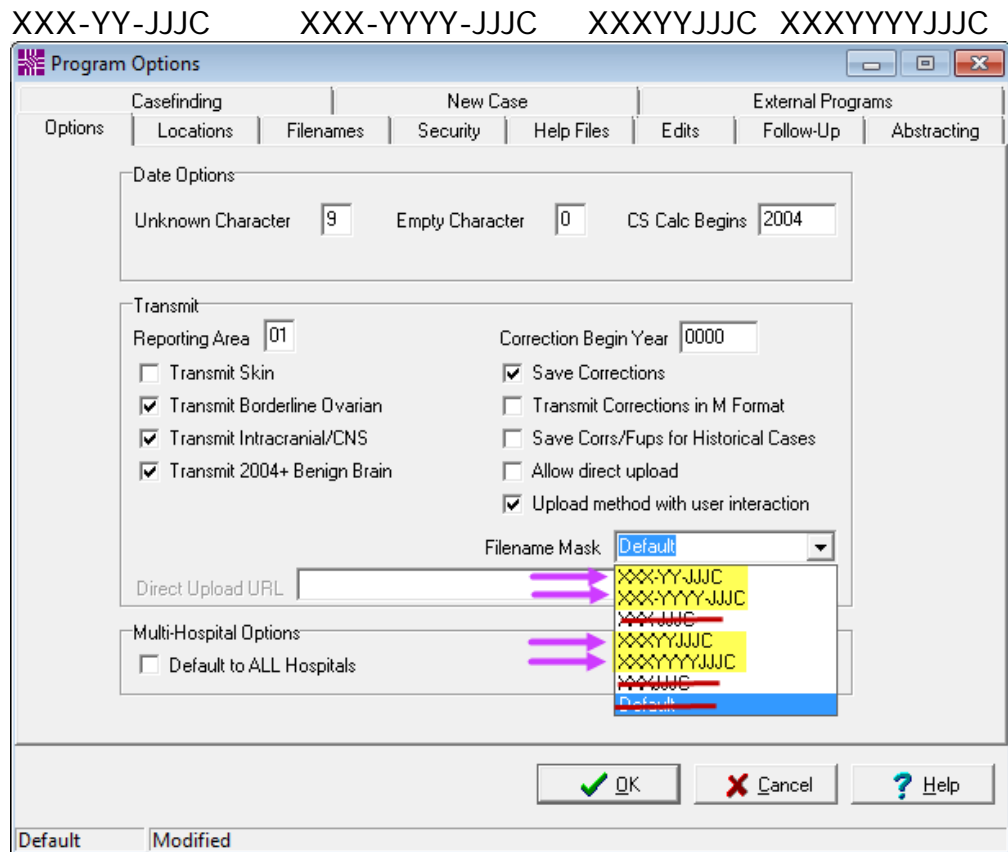 XXX-YY-JJJC XXX-YYYY-JJJC XXXYYJJJC XXXYYYYJJJC
Program Options
Casefinding New Case External Programs
Options Locations Filenames Security Help Files Edits Follow-Up Abstracting
Date Options
Unknown Character 9 Empty Character 0 CS Calc Begins 2004
Transmit
Reporting Area 01 Correction Begin Year 0000
Transmit Skin Save Corrections
Transmit Borderline Ovarian Transmit Corrections in M Format
Transmit Intracranial/CNS Save Corrs/Fups for Historical Cases
Transmit 2004+ Benign Brain Allow direct upload
Upload method with user interaction
Filename Mask Default
Direct Upload URL
XXX-YY-JJJC
XXX-YYYY-JJJC
XXX-JJJC
XXXYYJJJC
XXXYYYYJJJC
XXXJJJC
Default
Multi-Hospital Options
Default to ALL Hospitals
OK Cancel Help
Default Modified